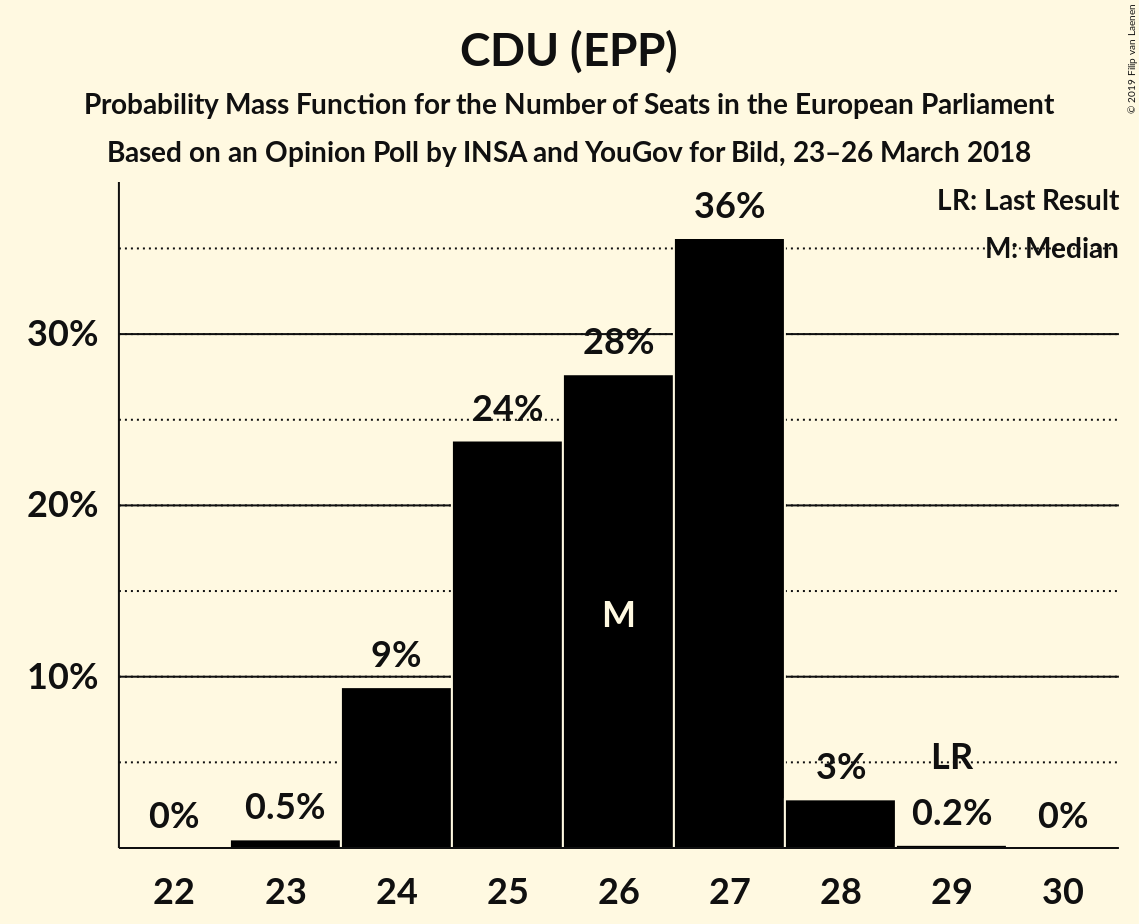 CDU (EPP)
Probability Mass Function for the Number of Seats in the European Parliament
Based on an Opinion Poll by INSA and YouGov for Bild, 23–26 March 2018
© 2019 Filip van Laenen
LR: Last Result
M: Median
36%
30%
28%
24%
20%
M
9%
10%
LR
3%
0.5%
0%
0.2%
0%
22 23 24 25 26 27 28 29 30